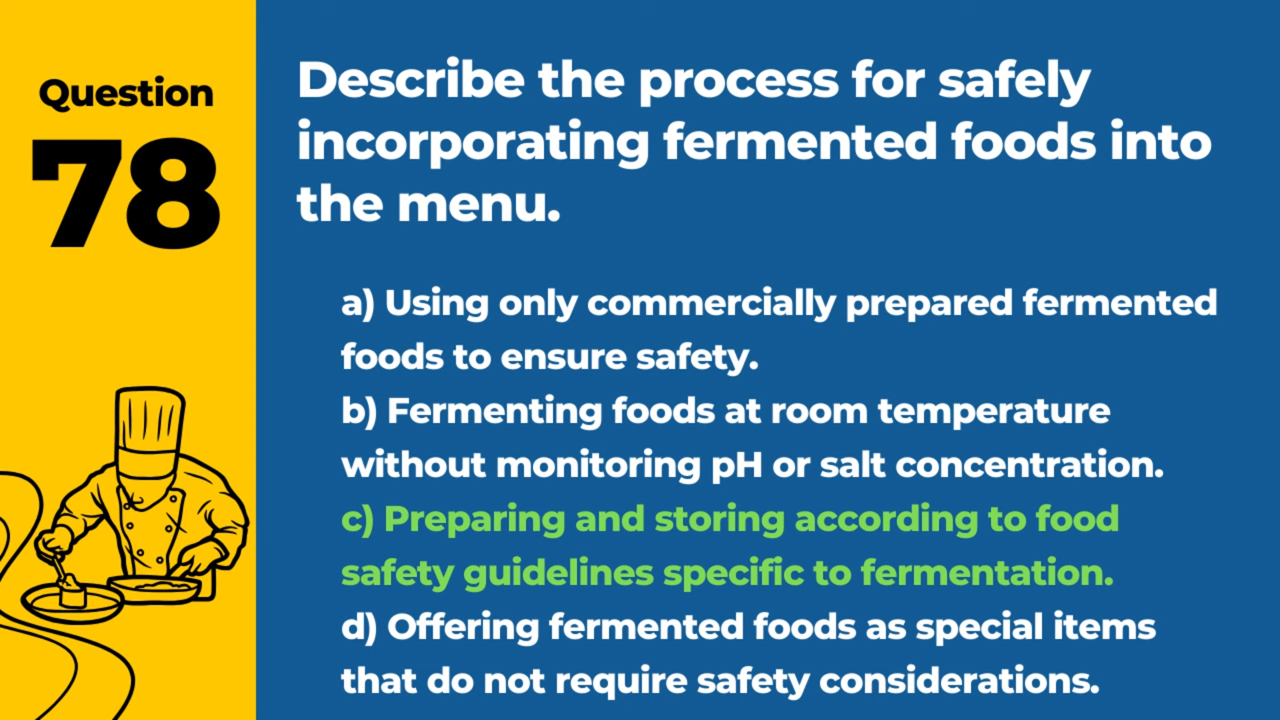 Question
78
Describe the process for safely
incorporating fermented foods into
the menu.
a) Using only commercially prepared fermented
foods to ensure safety.
b) Fermenting foods at room temperature
without monitoring pH or salt concentration.
c) Preparing and storing according to food
safety guidelines specific to fermentation.
d) Offering fermented foods as special items
that do not require safety considerations.